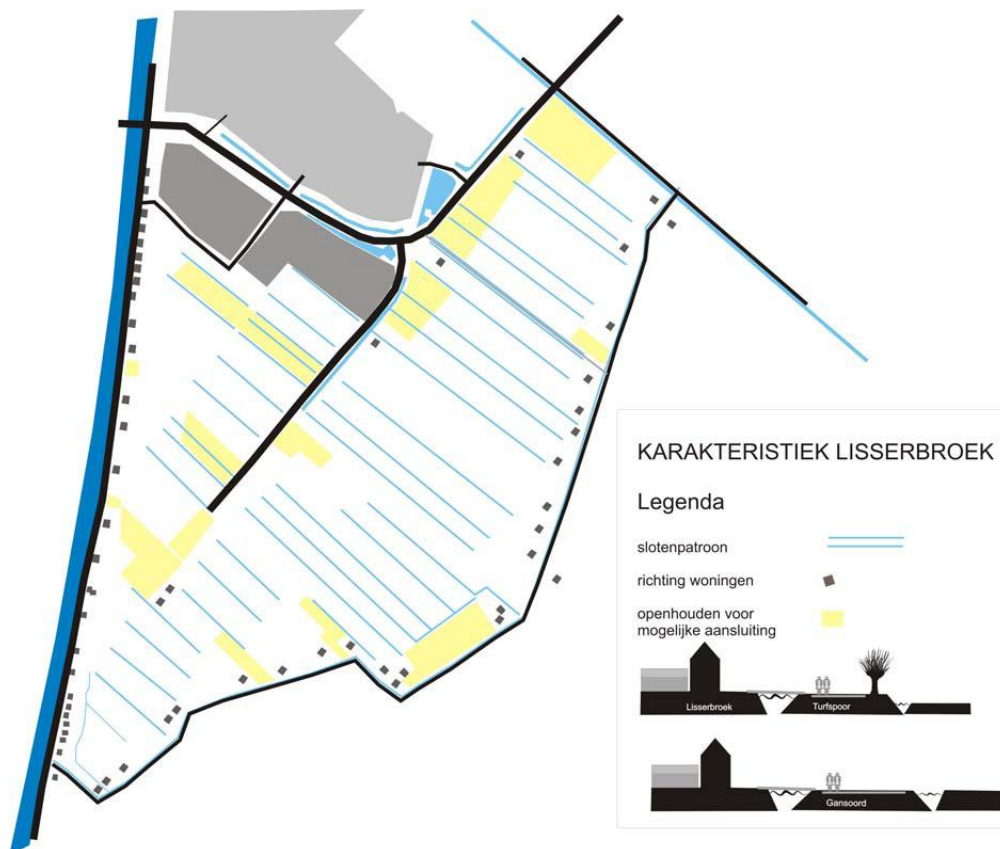 KARAKTERISTIEK LISSERBROEK
Legenda
slotenpatroon
richting woningen
openhouden voor
mogelijke aansluiting
Lisserbroek
Turfspoor
Gansoord